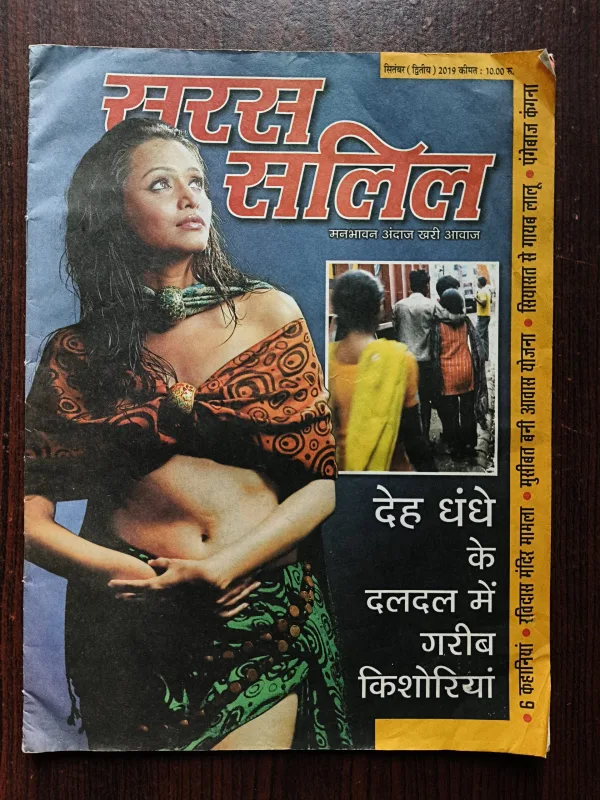 सितंबर ( द्वितीय ) 2019 कीमत : 10.00 रु.
सरस
सलिल
मनभावन अंदाज खरी आवाज
देह धंधे
के
दलदल में
गरीब
किशोरियां
• 6 कहानियां • रविदास मंदिर मामला • मुसीबत बनी आवास योजना • सियासत से गायब लालू • पंगेबाज कंगना